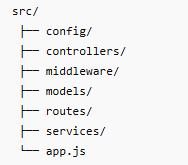 src/
├── config/
├── controllers/
├── middleware/
├── models/
├── routes/
├── services/
└── app.js